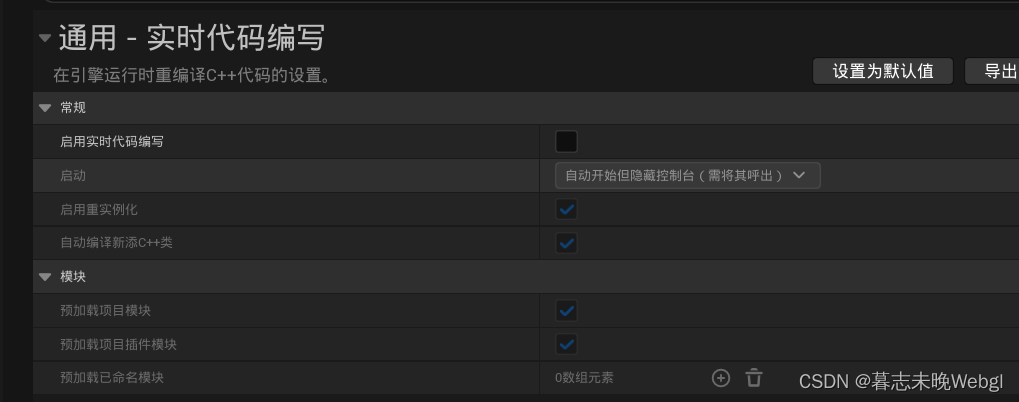 通用 - 实时代码编写
在引擎运行时重编译C++代码的设置。
设置为默认值
导出
常规
启用实时代码编写
启动
自动开始但隐藏控制台（需将其呼出）
启用重实例化
自动编译新添C++类
模块
预加载项目模块
预加载项目插件模块
预加载已命名模块
0数组元素
CSDN @暮志未晚Webgl